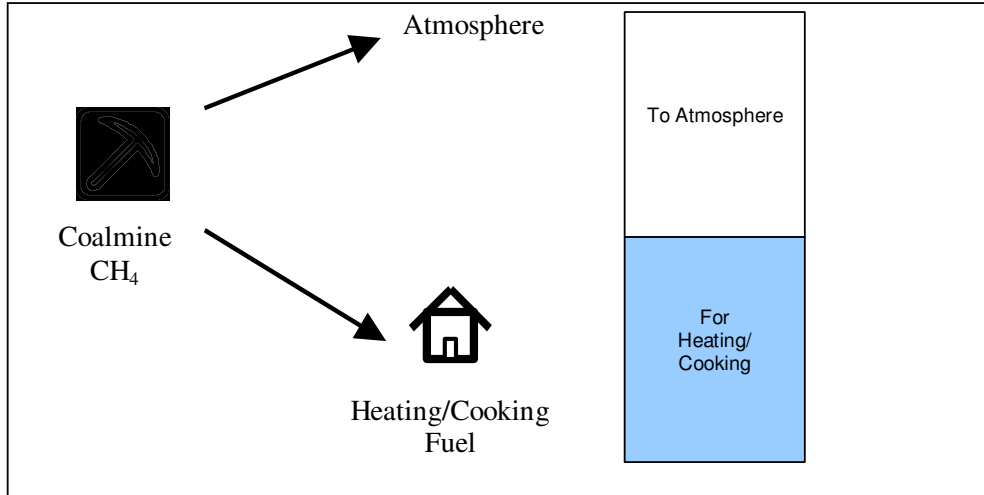 Atmosphere
To Atmosphere
Coalmine
CH₄
For
Heating/
Cooking
Heating/Cooking
Fuel